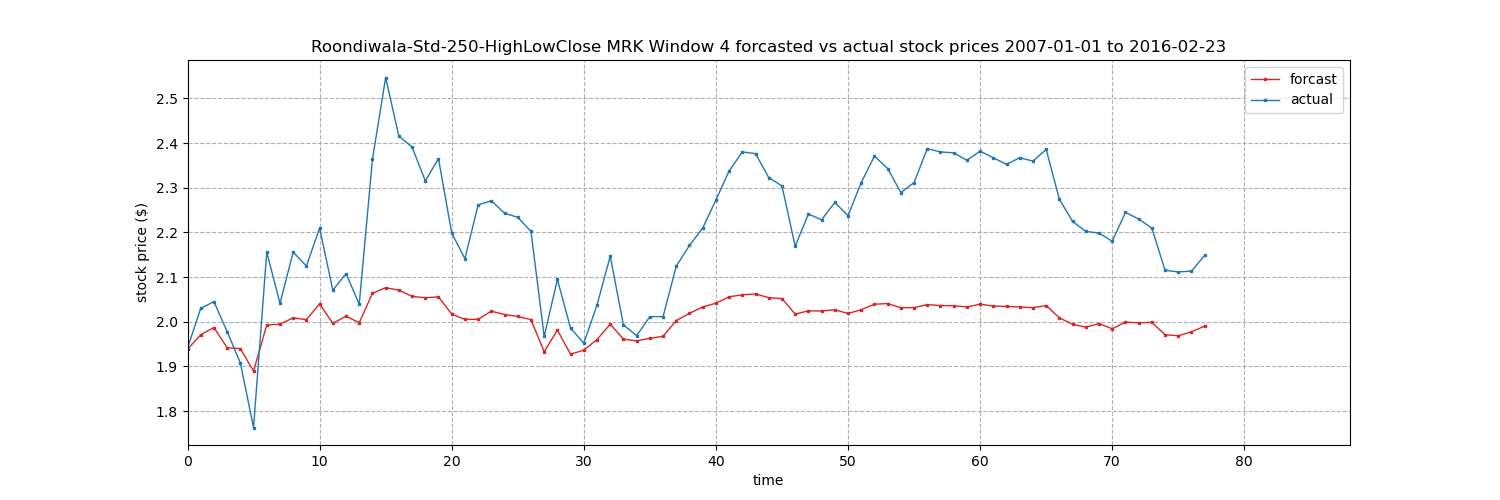 Roondiwala-Std-250-HighLowClose MRK Window 4 forcasted vs actual stock prices 2007-01-01 to 2016-02-23
forcast
actual
stock price ($)
2.5
2.4
2.3
2.2
2.1
2.0
1.9
1.8
0 10 20 30 40 50 60 70 80
time